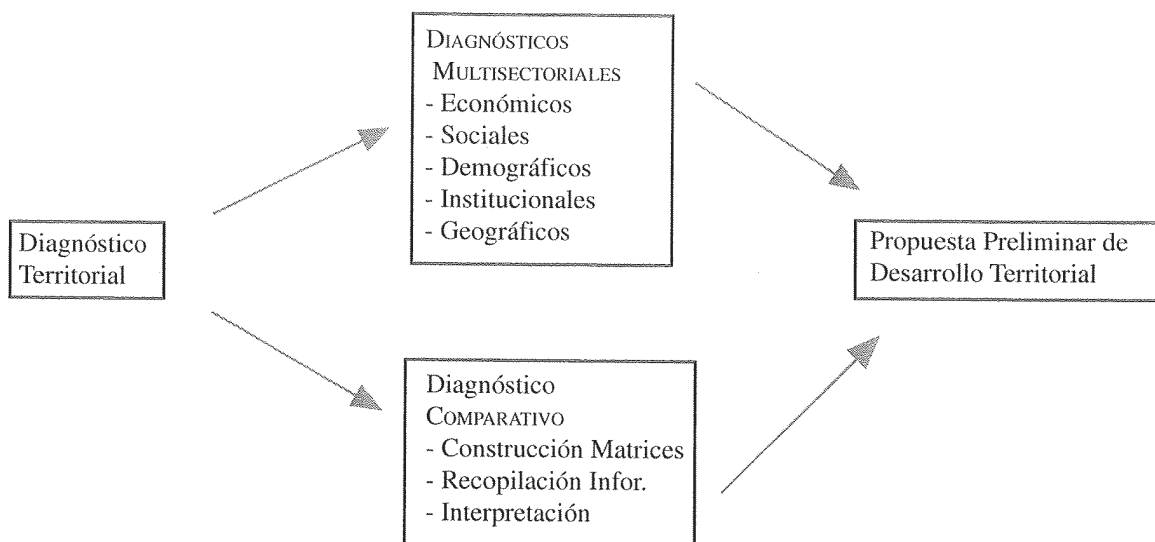 Diagnóstico
Territorial
DIAGNÓSTICOS
MULTISECTORIALES
- Económicos
- Sociales
- Demográficos
- Institucionales
- Geográficos
Diagnóstico
COMPARATIVO
- Construcción Matrices
- Recopilación Infor.
- Interpretación
Propuesta Preliminar de
Desarrollo Territorial